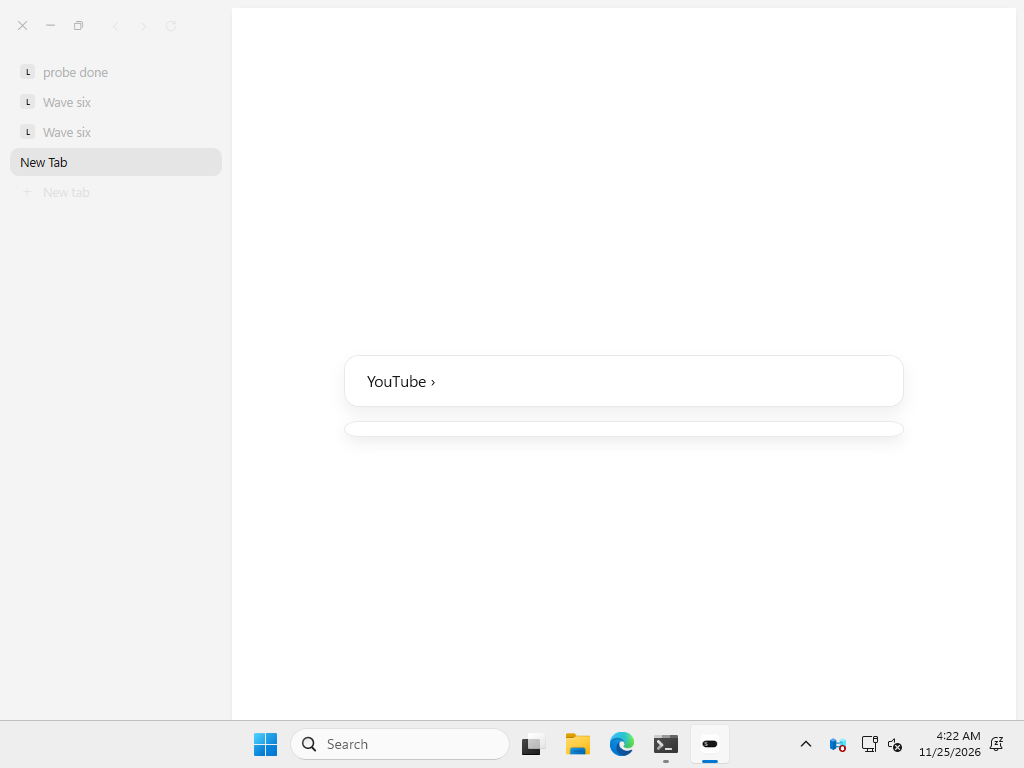 L probe done
L Wave six
L Wave six
New Tab
+ New tab
YouTube ›
Search
4:22 AM
11/25/2026